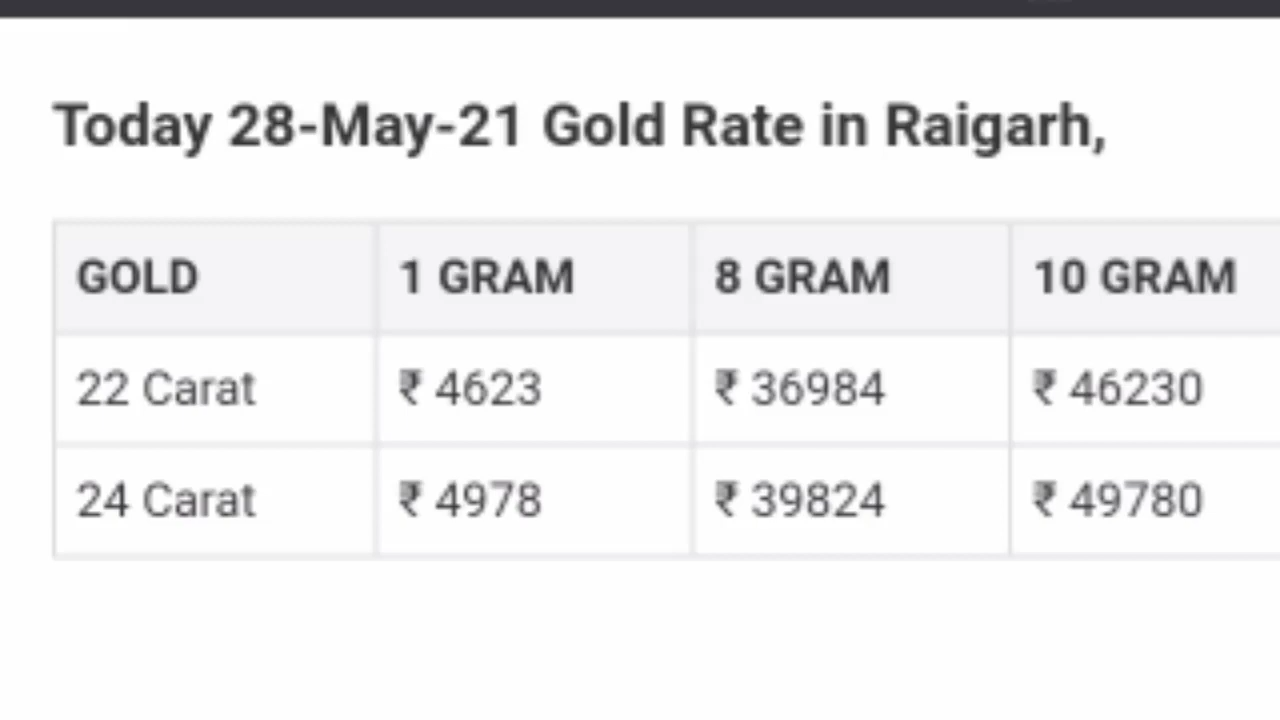 Today 28-May-21 Gold Rate in Raigarh,
GOLD 1 GRAM 8 GRAM 10 GRAM
22 Carat ₹ 4623 ₹ 36984 ₹ 46230
24 Carat ₹ 4978 ₹ 39824 ₹ 49780